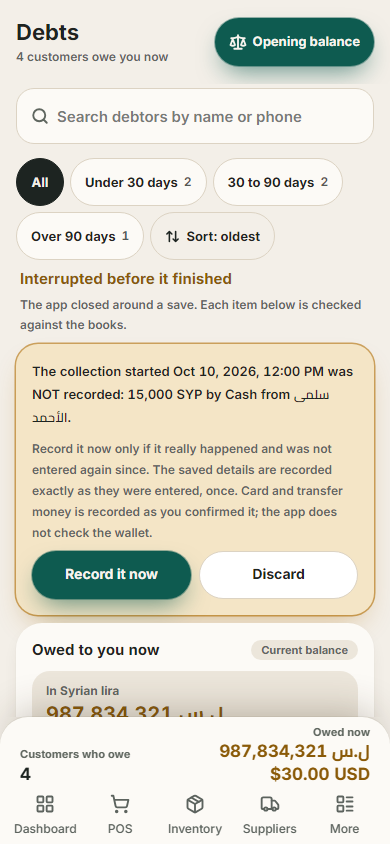 Debts
4 customers owe you now
Opening balance
Search debtors by name or phone
All
Under 30 days 2
30 to 90 days 2
Over 90 days 1
Sort: oldest
Interrupted before it finished
The app closed around a save. Each item below is checked
against the books.
The collection started Oct 10, 2026, 12:00 PM was
NOT recorded: 15,000 SYP by Cash from سلمى
الأحمد.
Record it now only if it really happened and was
not entered again since. The saved details are recorded
exactly as they were entered, once. Card and transfer
money is recorded as you confirmed it; the app does
not check the wallet.
Record it now
Discard
Owed to you now
Current balance
In Syrian lira
987,834,321 ل.س
Customers who owe
4
Owed now
987,834,321 ل.س
$30.00 USD
Dashboard
POS
Inventory
Suppliers
More